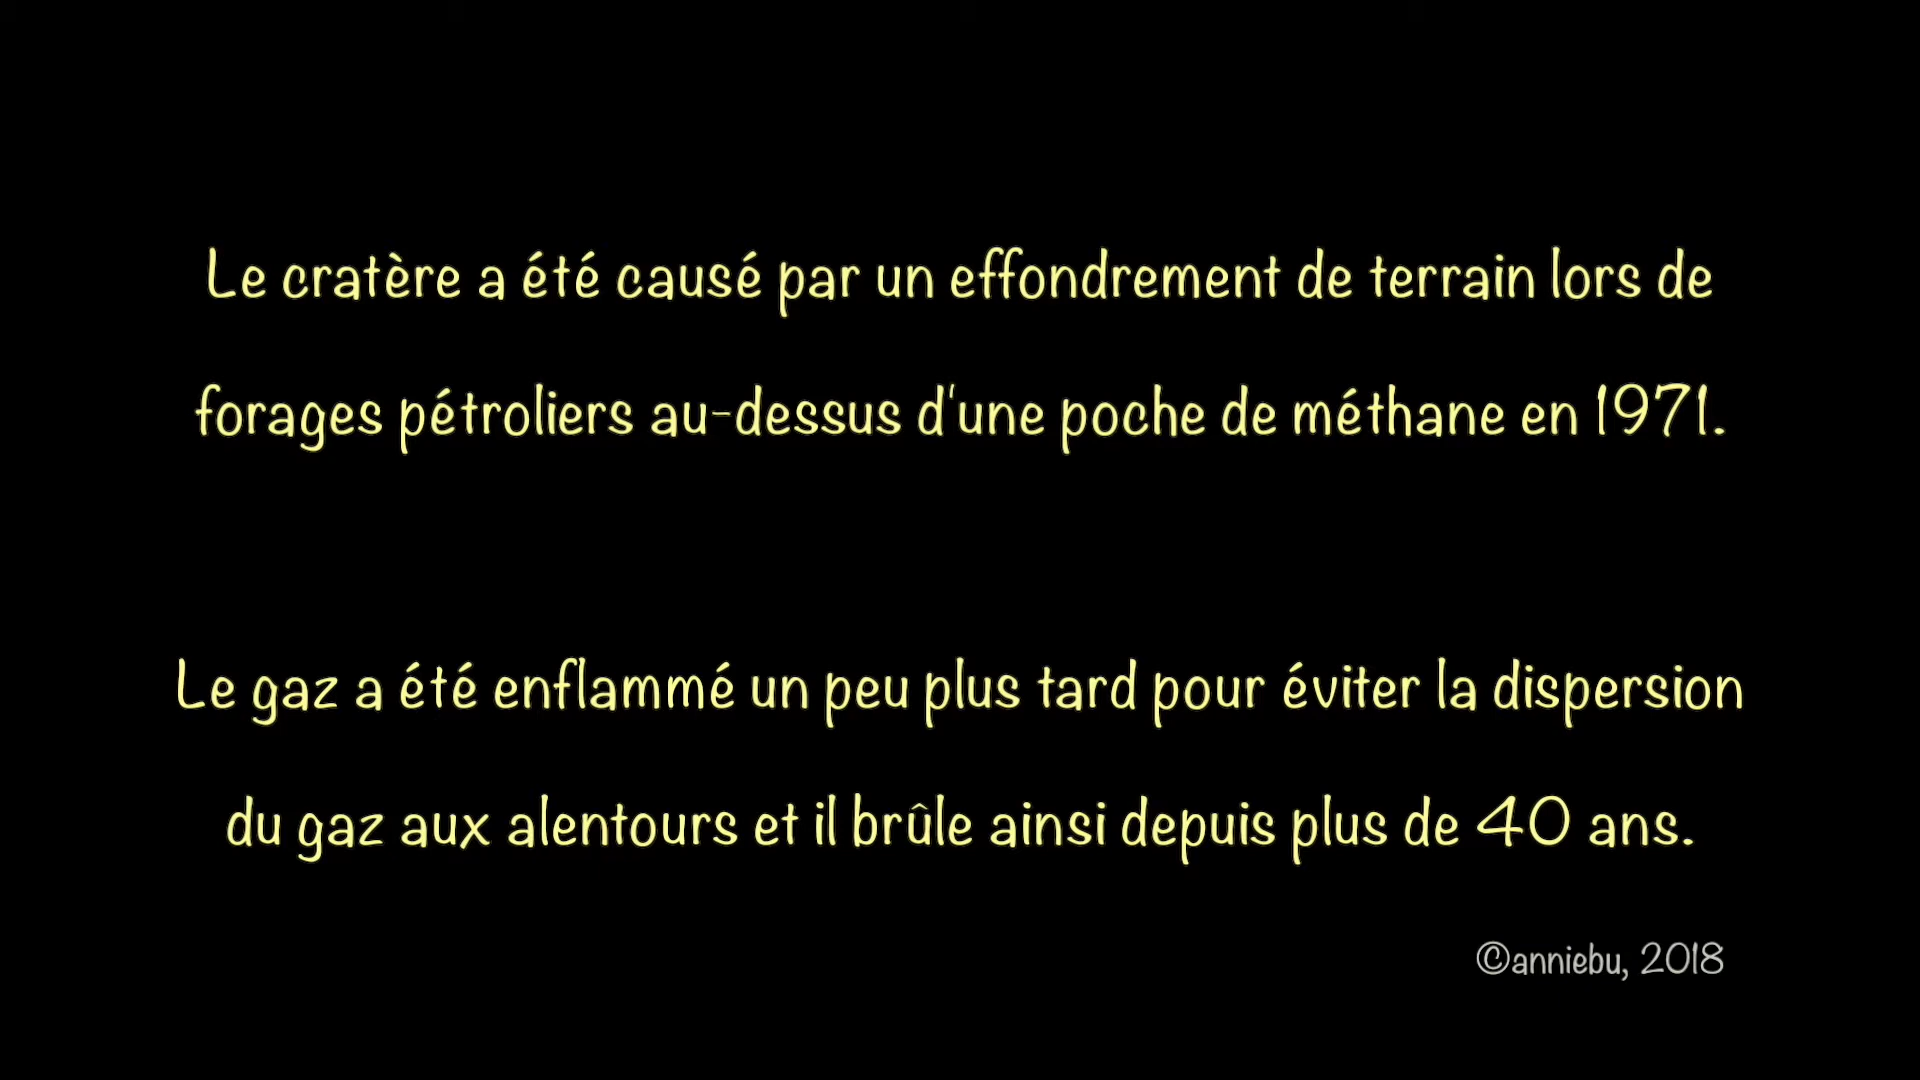 Le cratère a été causé par un effondrement de terrain lors de
forages pétroliers au-dessus d'une poche de méthane en 1971.
Le gaz a été enflammé un peu plus tard pour éviter la dispersion
du gaz aux alentours et il brûle ainsi depuis plus de 40 ans.
©anniebu, 2018